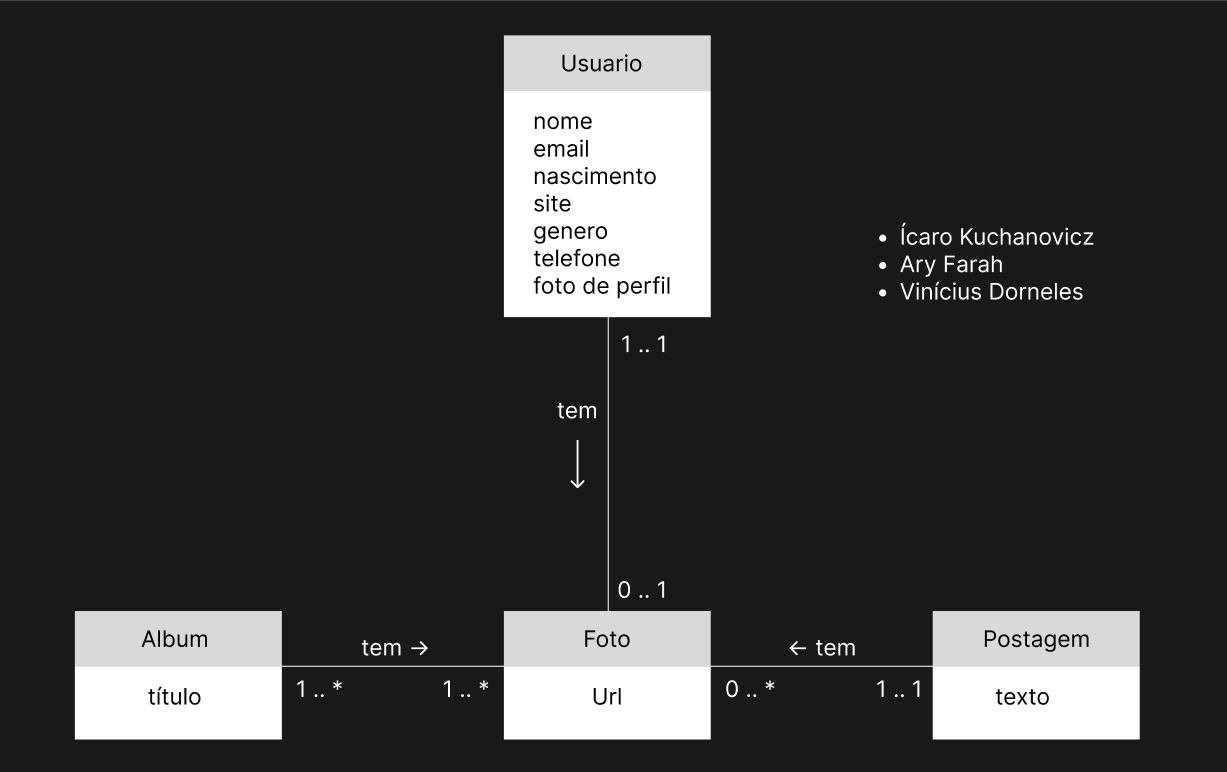 Usuario
nome
email
nascimento
site
genero
telefone
foto de perfil
• Ícaro Kuchanovicz
• Ary Farah
• Vinícius Dorneles
1 .. 1
tem
↓
0 .. 1
Album
título
tem →
1 .. * 1 .. *
Foto
Url
← tem
0 .. * 1 .. 1
Postagem
texto